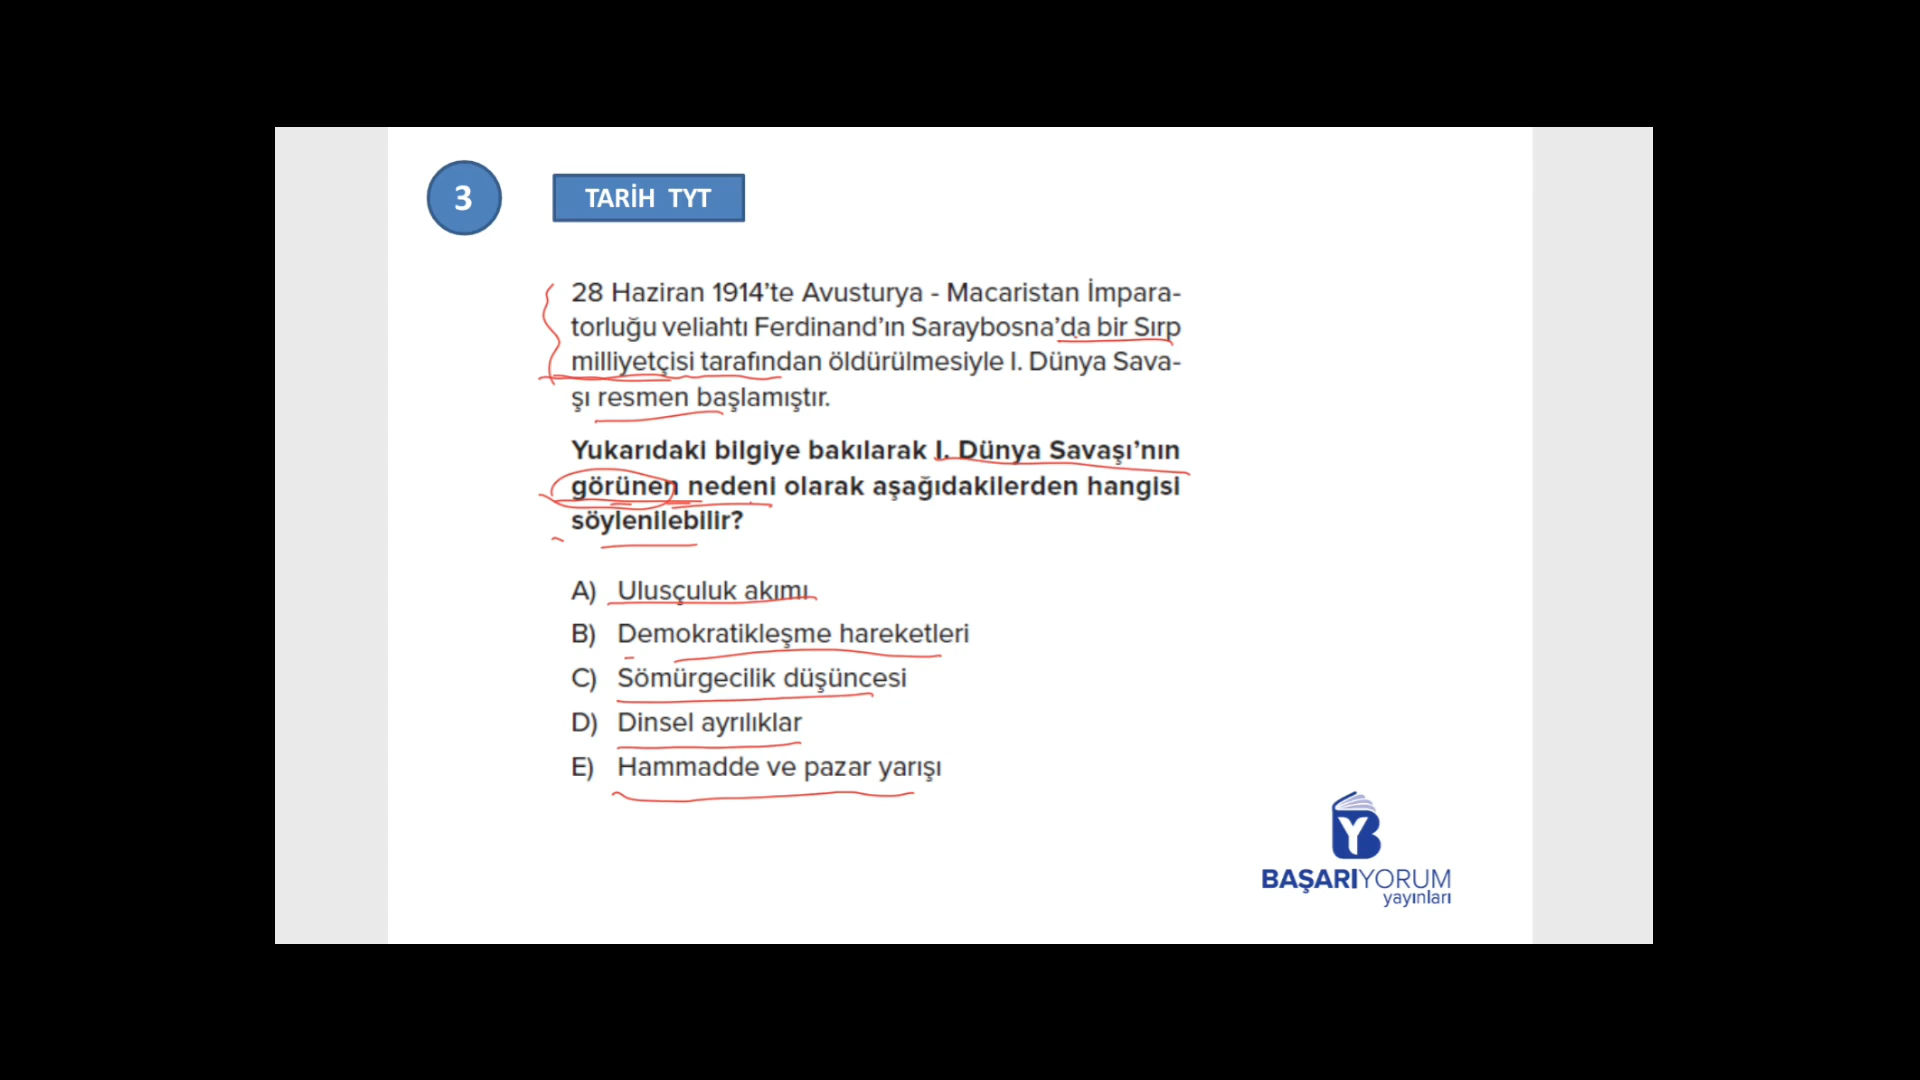 3
TARİH TYT
28 Haziran 1914’te Avusturya - Macaristan İmpara-
torluğu veliahtı Ferdinand’ın Saraybosna’da bir Sırp
milliyetçisi tarafından öldürülmesiyle I. Dünya Sava-
şı resmen başlamıştır.
Yukarıdaki bilgiye bakılarak I. Dünya Savaşı’nın
görünen nedeni olarak aşağıdakilerden hangisi
söylenilebilir?
A) Ulusçuluk akımı
B) Demokratikleşme hareketleri
C) Sömürgecilik düşüncesi
D) Dinsel ayrılıklar
E) Hammadde ve pazar yarışı
BAŞARIYORUM
yayınları